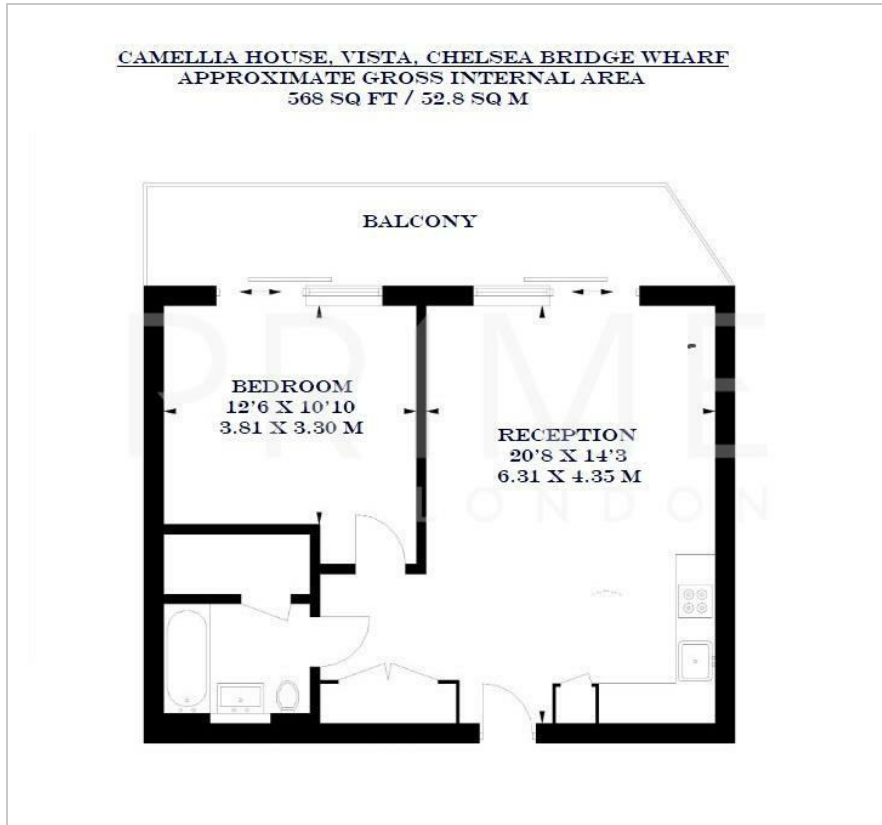 CAMELLIA HOUSE, VISTA, CHELSEA BRIDGE WHARF
APPROXIMATE GROSS INTERNAL AREA
568 SQ FT / 52.8 SQ M
BALCONY
PRIME
LONDON
BEDROOM
12'6 X 10'10
3.81 X 3.30 M
RECEPTION
20'8 X 14'3
6.31 X 4.35 M